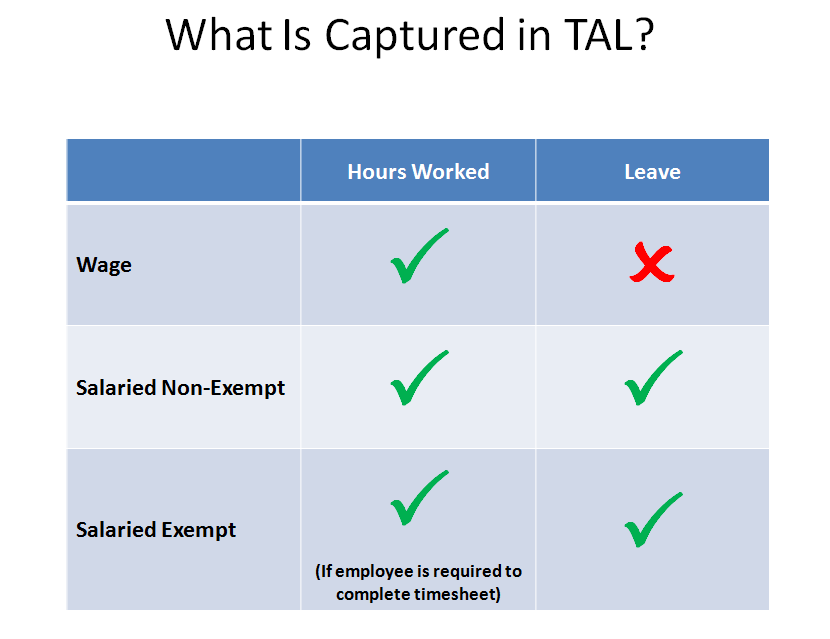 What Is Captured in TAL?
Hours Worked
Leave
Wage
Salaried Non-Exempt
Salaried Exempt
(If employee is required to
complete timesheet)